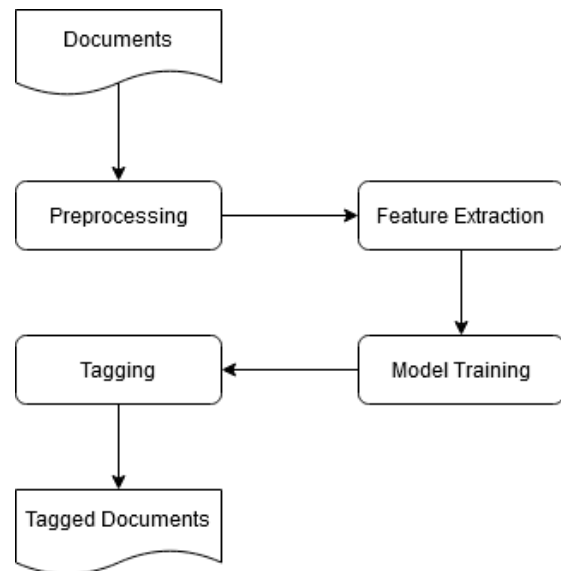 Documents
Preprocessing
Feature Extraction
Model Training
Tagging
Tagged Documents